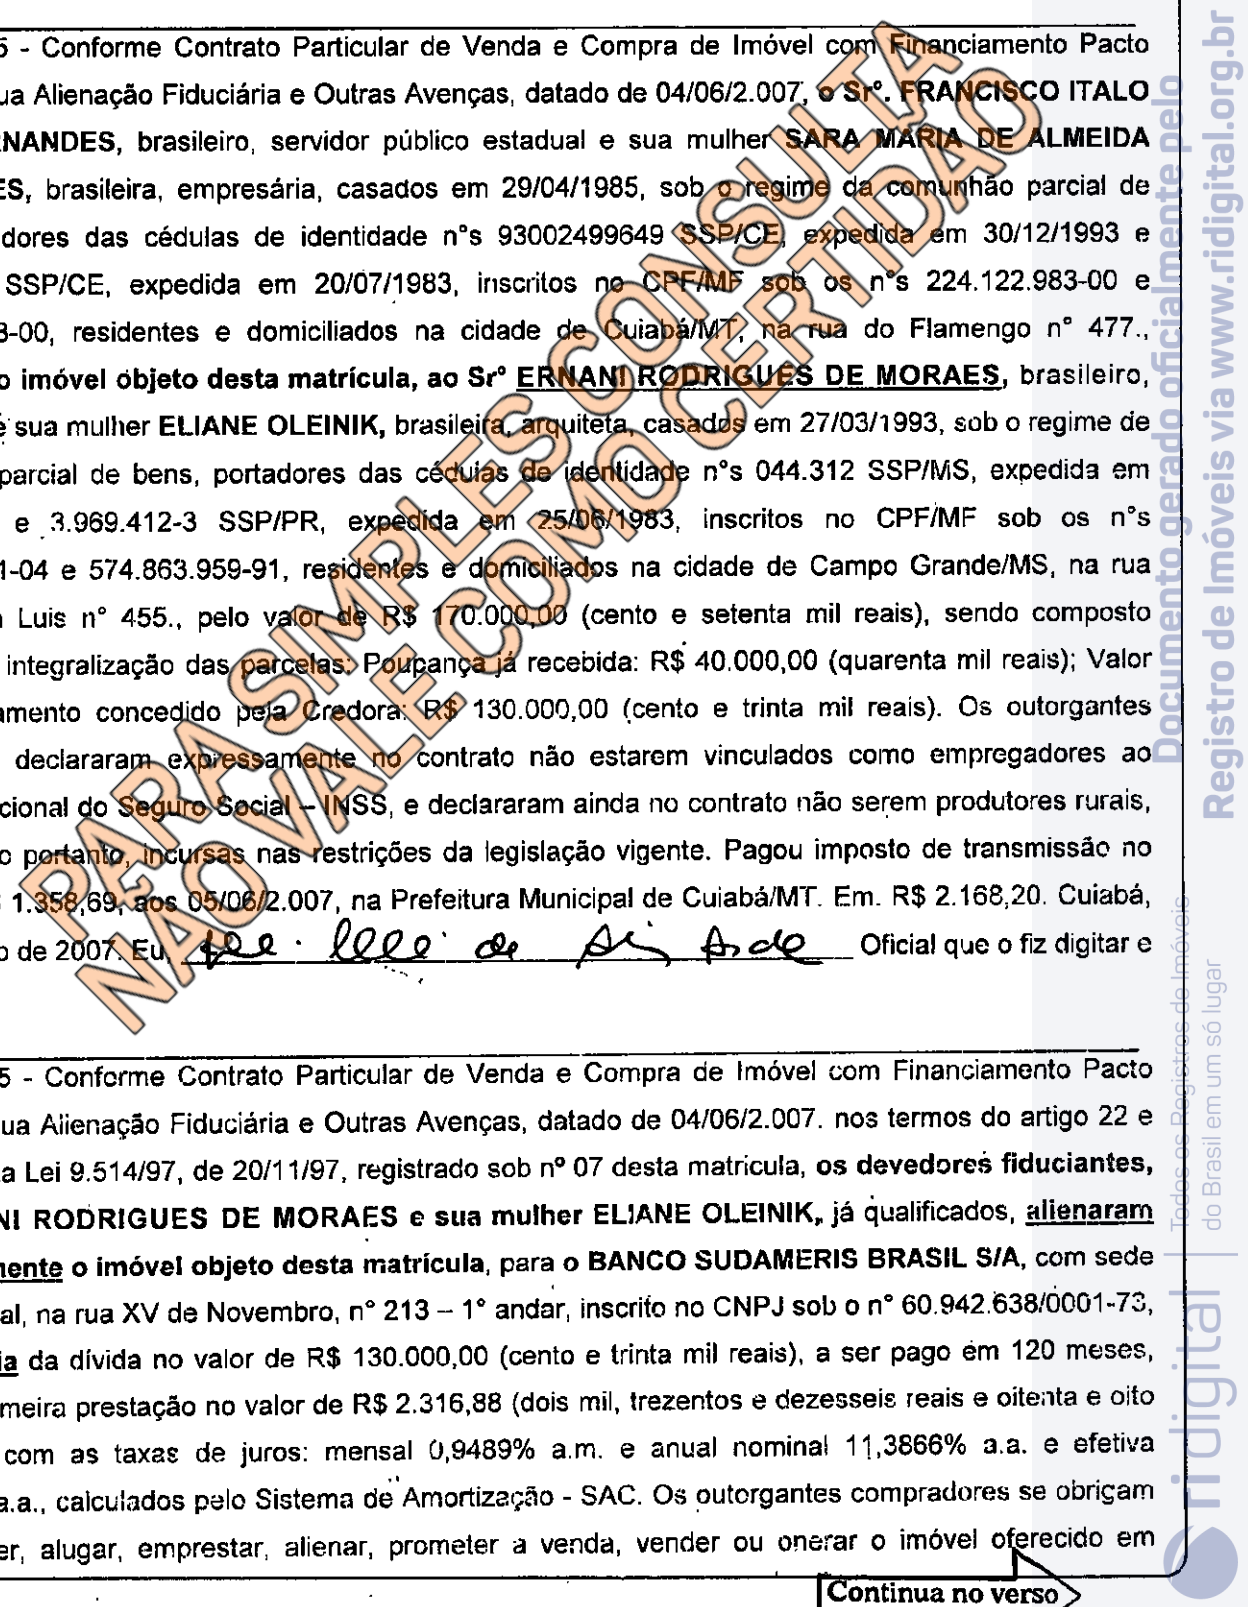 5 - Conforme Contrato Particular de Venda e Compra de Imóvel com Financiamento Pacto
ua Alienação Fiduciária e Outras Avenças, datado de 04/06/2.007, o Srº. FRANCISCO ITALO
RNANDES, brasileiro, servidor público estadual e sua mulher SARA MARIA DE ALMEIDA
ES, brasileira, empresária, casados em 29/04/1985, sob o regime da comunhão parcial de
dores das cédulas de identidade n°s 93002499649 SSP/CE, expedida em 30/12/1993 e
SSP/CE, expedida em 20/07/1983, inscritos no CPF/MF sob os n°s 224.122.983-00 e
3-00, residentes e domiciliados na cidade de Cuiabá/MT, na rua do Flamengo n° 477.,
o imóvel objeto desta matrícula, ao Srº ERNANI RODRIGUES DE MORAES, brasileiro,
e sua mulher ELIANE OLEINIK, brasileira, arquiteta, casados em 27/03/1993, sob o regime de
parcial de bens, portadores das cédulas de identidade n°s 044.312 SSP/MS, expedida em
e 3.969.412-3 SSP/PR, expedida em 25/06/1983, inscritos no CPF/MF sob os n°s
1-04 e 574.863.959-91, residentes e domiciliados na cidade de Campo Grande/MS, na rua
Luis n° 455., pelo valor de R$ 170.000,00 (cento e setenta mil reais), sendo composto
integralização das parcelas: Poupança já recebida: R$ 40.000,00 (quarenta mil reais); Valor
amento concedido pela Credora: R$ 130.000,00 (cento e trinta mil reais). Os outorgantes
declararam expressamente no contrato não estarem vinculados como empregadores ao
cional do Seguro Social – INSS, e declararam ainda no contrato não serem produtores rurais,
o portanto, incursas nas restrições da legislação vigente. Pagou imposto de transmissão no
1.358,69, aos 05/06/2.007, na Prefeitura Municipal de Cuiabá/MT. Em. R$ 2.168,20. Cuiabá,
o de 2007. Eu, Oficial que o fiz digitar e
5 - Conforme Contrato Particular de Venda e Compra de Imóvel com Financiamento Pacto
ua Alienação Fiduciária e Outras Avenças, datado de 04/06/2.007. nos termos do artigo 22 e
a Lei 9.514/97, de 20/11/97, registrado sob nº 07 desta matricula, os devedores fiduciantes,
NI RODRIGUES DE MORAES e sua mulher ELIANE OLEINIK, já qualificados, alienaram
mente o imóvel objeto desta matrícula, para o BANCO SUDAMERIS BRASIL S/A, com sede
al, na rua XV de Novembro, n° 213 – 1° andar, inscrito no CNPJ sob o n° 60.942.638/0001-73,
ia da dívida no valor de R$ 130.000,00 (cento e trinta mil reais), a ser pago em 120 meses,
meira prestação no valor de R$ 2.316,88 (dois mil, trezentos e dezesseis reais e oitenta e oito
com as taxas de juros: mensal 0,9489% a.m. e anual nominal 11,3866% a.a. e efetiva
a.a., calculados pelo Sistema de Amortização - SAC. Os outorgantes compradores se obrigam
er, alugar, emprestar, alienar, prometer a venda, vender ou onerar o imóvel oferecido em
Continua no verso
PARA SIMPLES CONSULTA
NÃO VALE COMO CERTIDÃO
Documento gerado oficialmente pelo
Registro de Imóveis via www.ridigital.org.br
Todos os Registros de Imóveis
do Brasil em um só lugar
ridigital